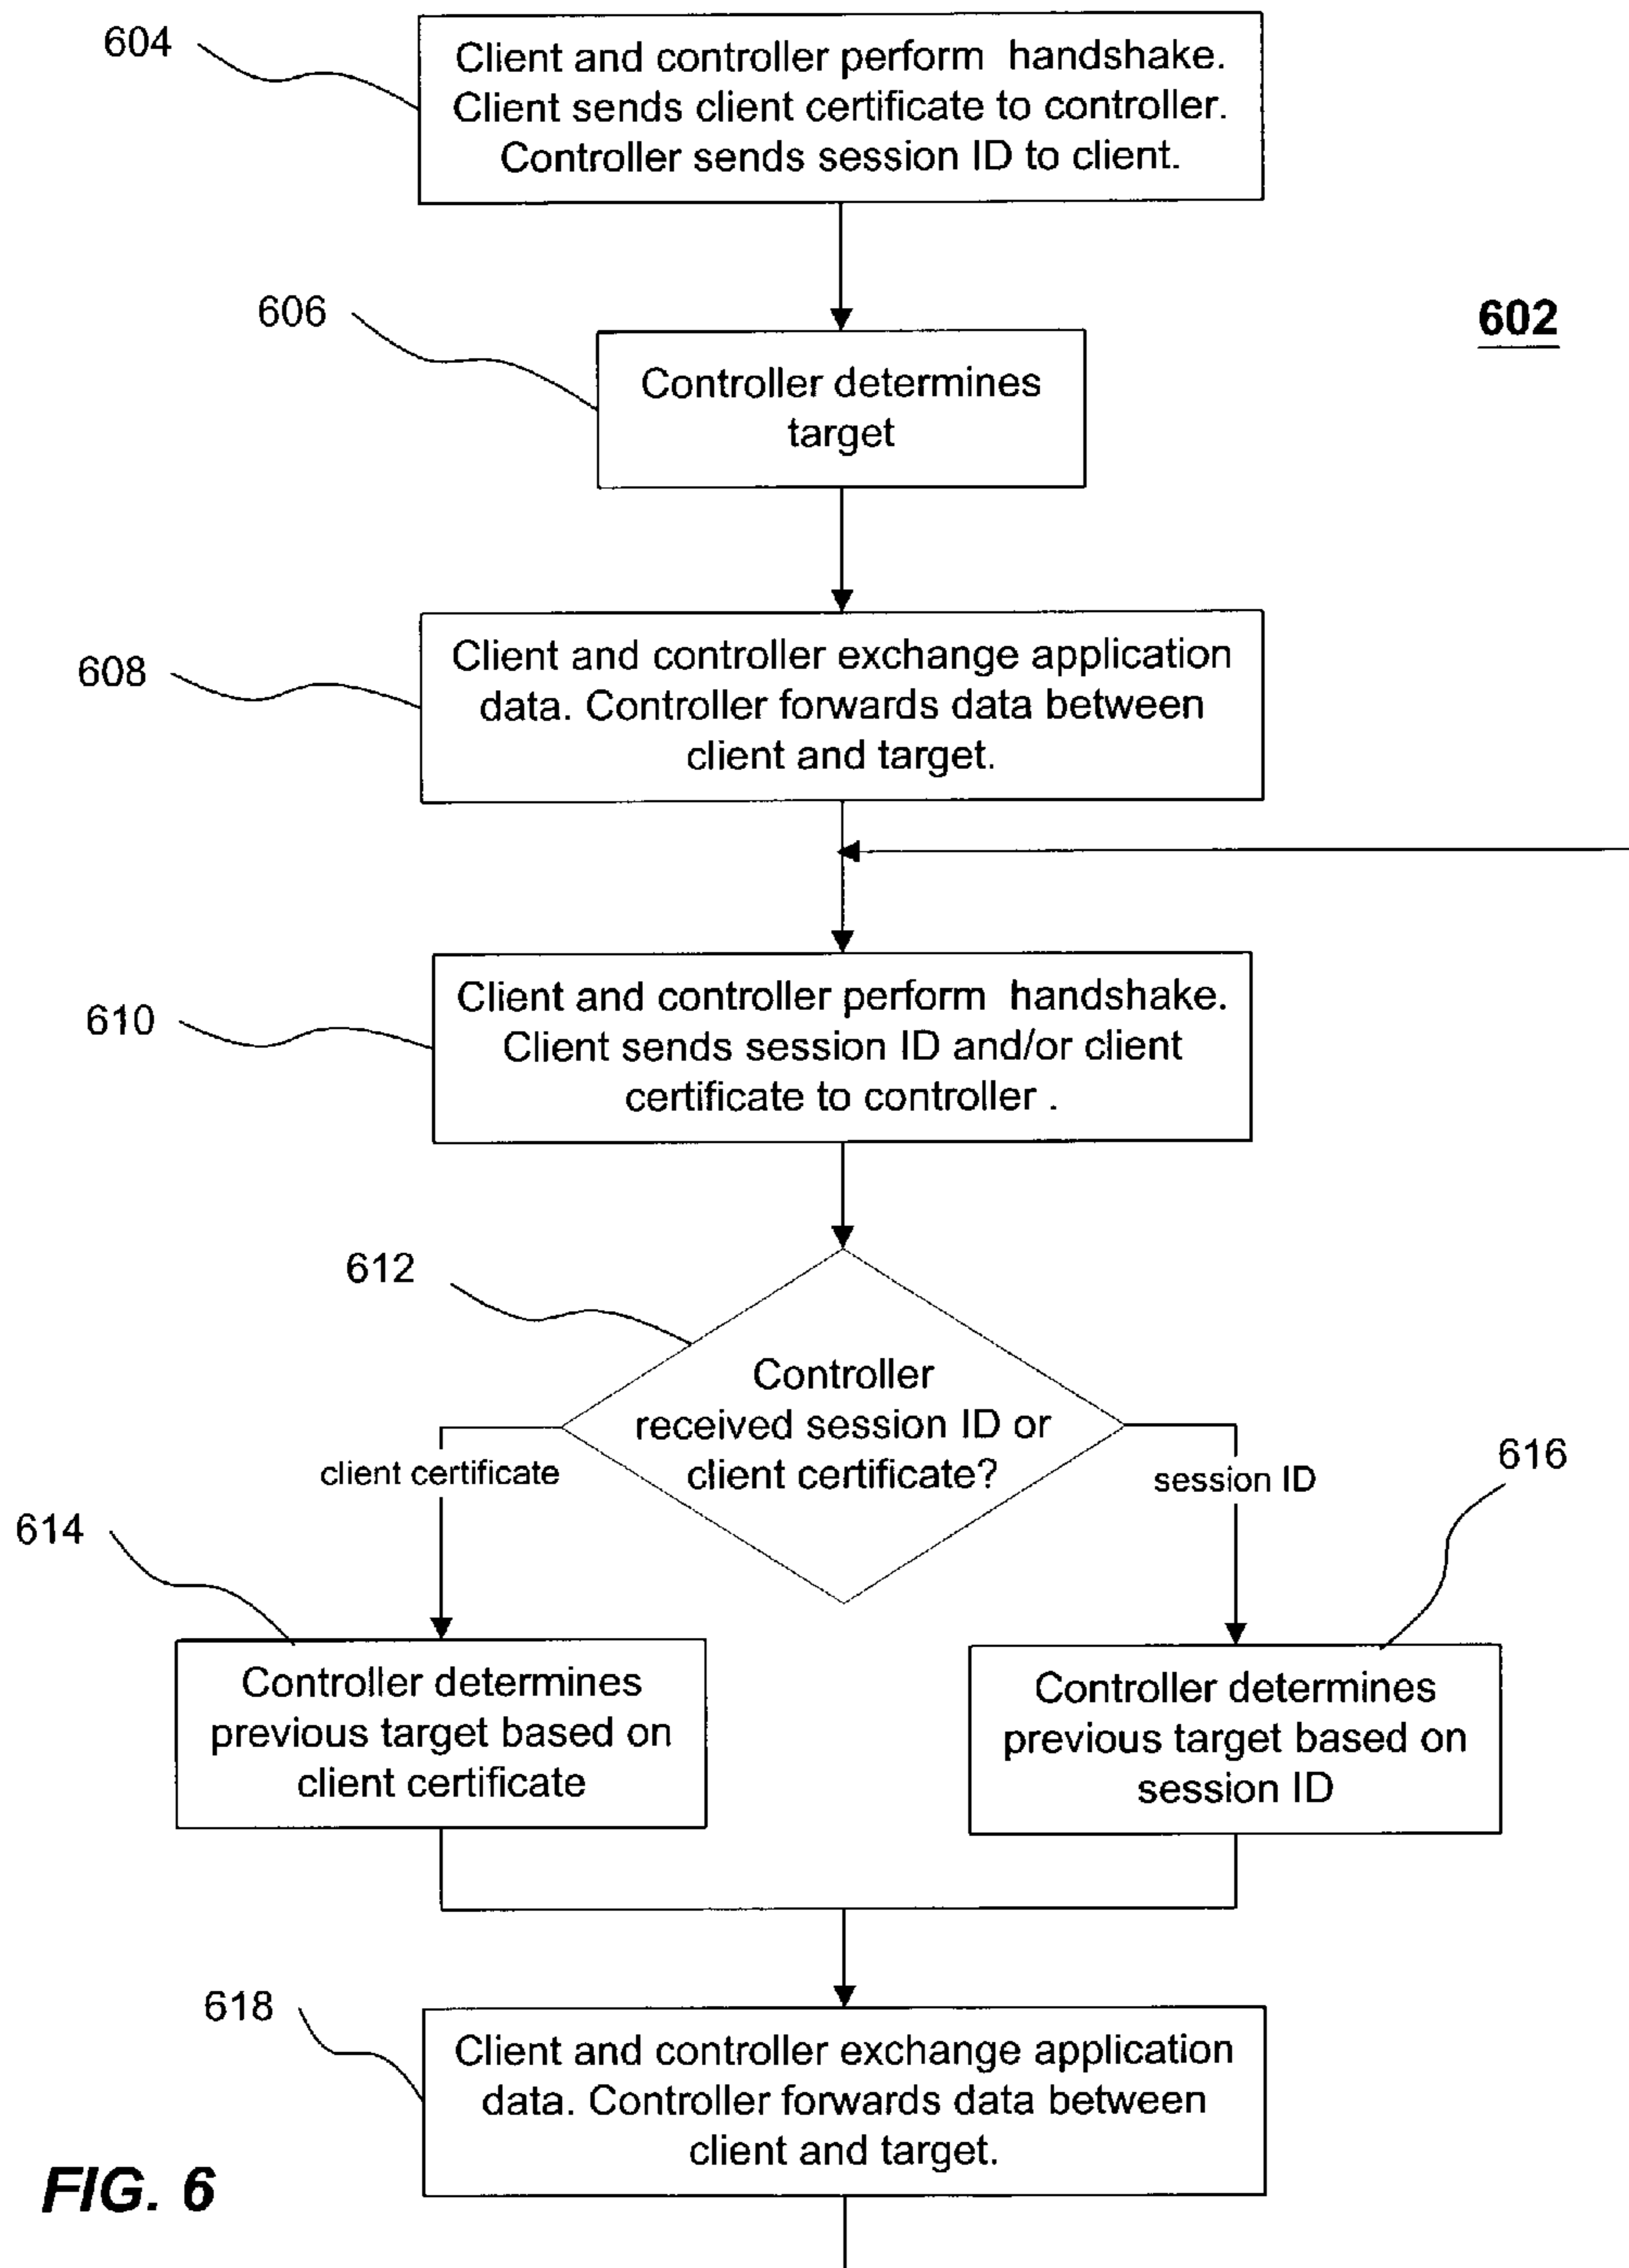 604
Client and controller perform handshake.
Client sends client certificate to controller.
Controller sends session ID to client.
606
602
Controller determines
target
608
Client and controller exchange application
data. Controller forwards data between
client and target.
610
Client and controller perform handshake.
Client sends session ID and/or client
certificate to controller .
612
Controller
received session ID or
client certificate?
client certificate
session ID
616
614
Controller determines
previous target based on
client certificate
Controller determines
previous target based on
session ID
618
Client and controller exchange application
data. Controller forwards data between
client and target.
FIG. 6